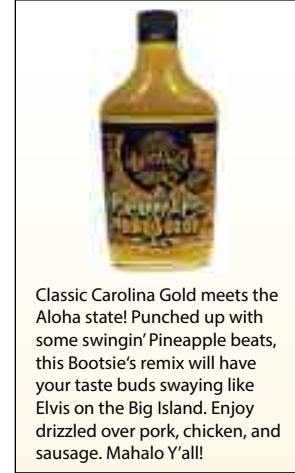 Classic Carolina Gold meets the
Aloha state! Punched up with
some swingin’ Pineapple beats,
this Bootsie‘s remix will have
your taste buds swaying like
Elvis on the Big Island. Enjoy
drizzled over pork, chicken, and
sausage. Mahalo Y’all!